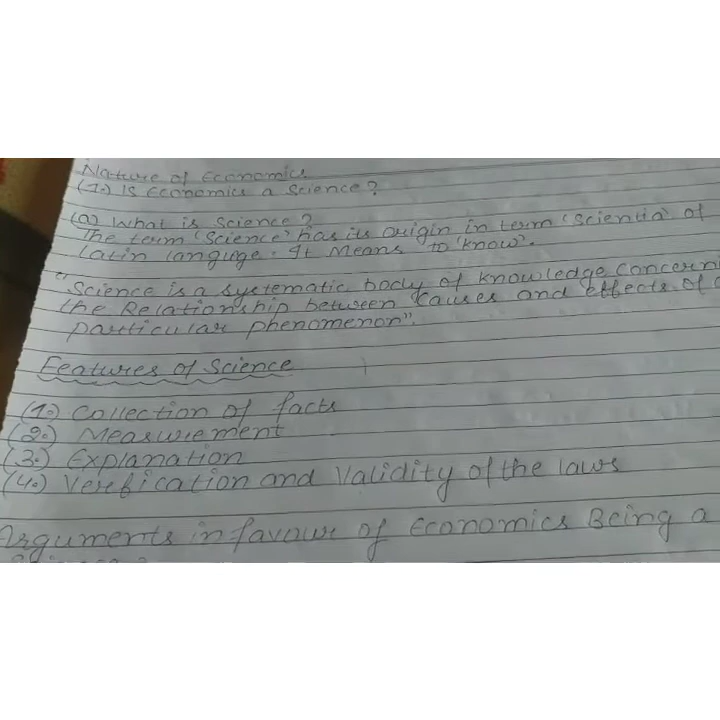 Nature of Economics
(1.) Is Economics a Science?
(a) What is Science?
The term 'Science' has its origin in term 'Scientia' of
Latin language. It Means to 'know'.
"Science is a systematic body of knowledge concerni
the Relationship between Causes and effects of a
particular phenomenon".
Features of Science
(1.) Collection of facts
(2.) Measurement
(3.) Explanation
(4.) Verification and Validity of the laws
Arguments in favour of Economics Being a